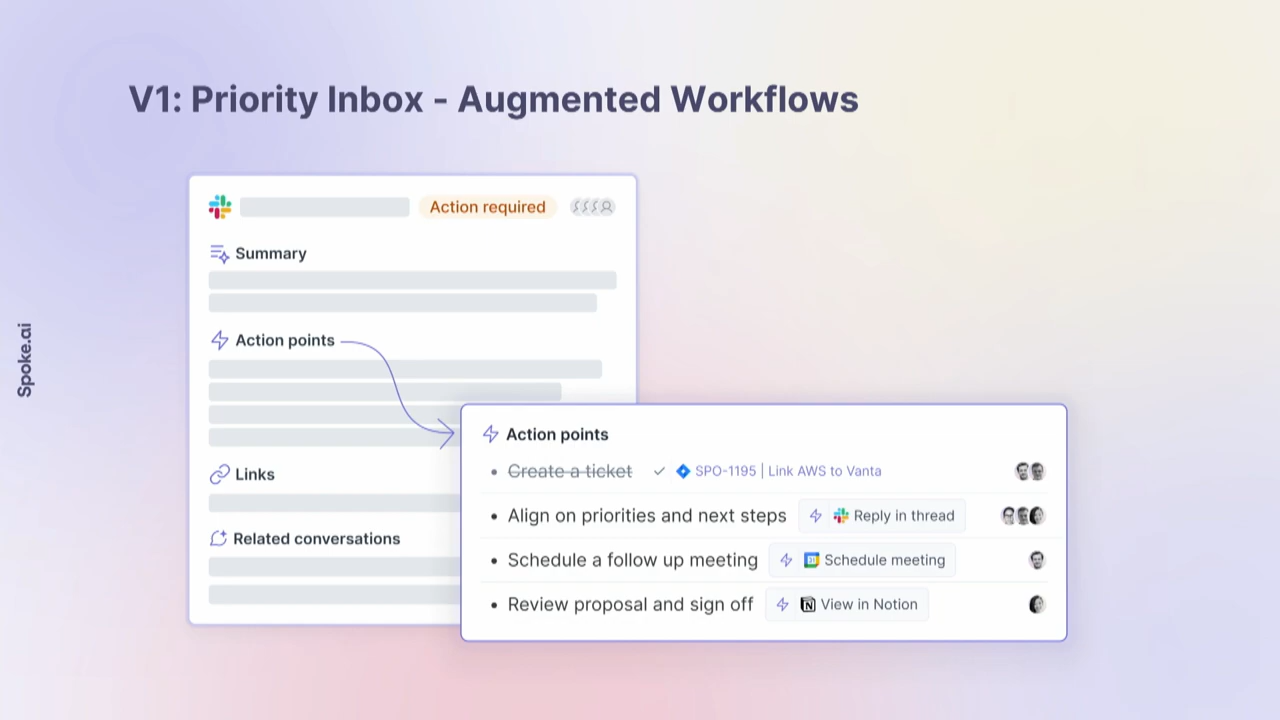 V1: Priority Inbox - Augmented Workflows
Spoke.ai
Action required
Summary
Action points
Links
Related conversations
Action points
Create a ticket SPO-1195 | Link AWS to Vanta
Align on priorities and next steps Reply in thread
Schedule a follow up meeting 31 Schedule meeting
Review proposal and sign off N View in Notion